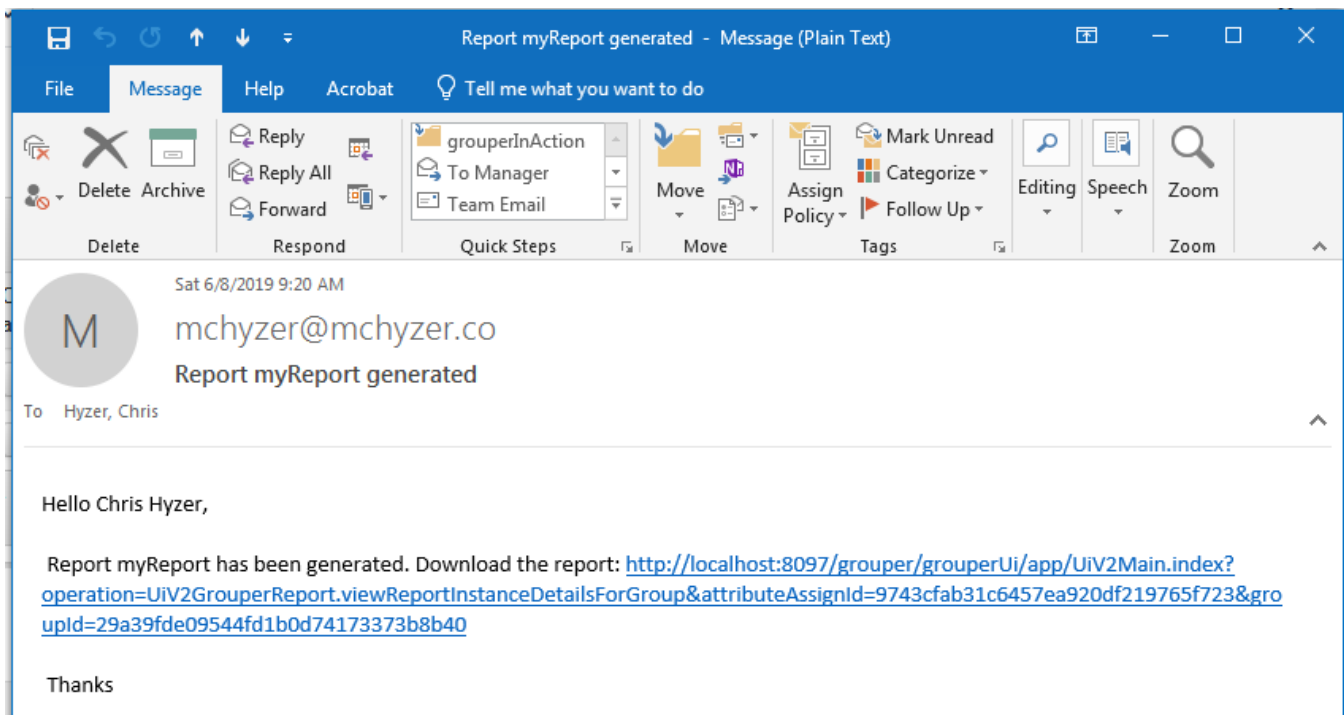 Report myReport generated - Message (Plain Text)
File Message Help Acrobat Tell me what you want to do
Delete Archive
Reply
Reply All
Forward
grouperInAction
To Manager
Team Email
Move
Assign
Policy
Mark Unread
Categorize
Follow Up
Editing Speech Zoom
Delete Respond Quick Steps Move Tags Zoom
Sat 6/8/2019 9:20 AM
M
mchyzer@mchyzer.co
Report myReport generated
To Hyzer, Chris
Hello Chris Hyzer,
Report myReport has been generated. Download the report: http://localhost:8097/grouper/grouperUi/app/UiV2Main.index?
operation=UiV2GrouperReport.viewReportInstanceDetailsForGroup&attributeAssignId=9743cfab31c6457ea920df219765f723&gro
upId=29a39fde09544fd1b0d74173373b8b40
Thanks